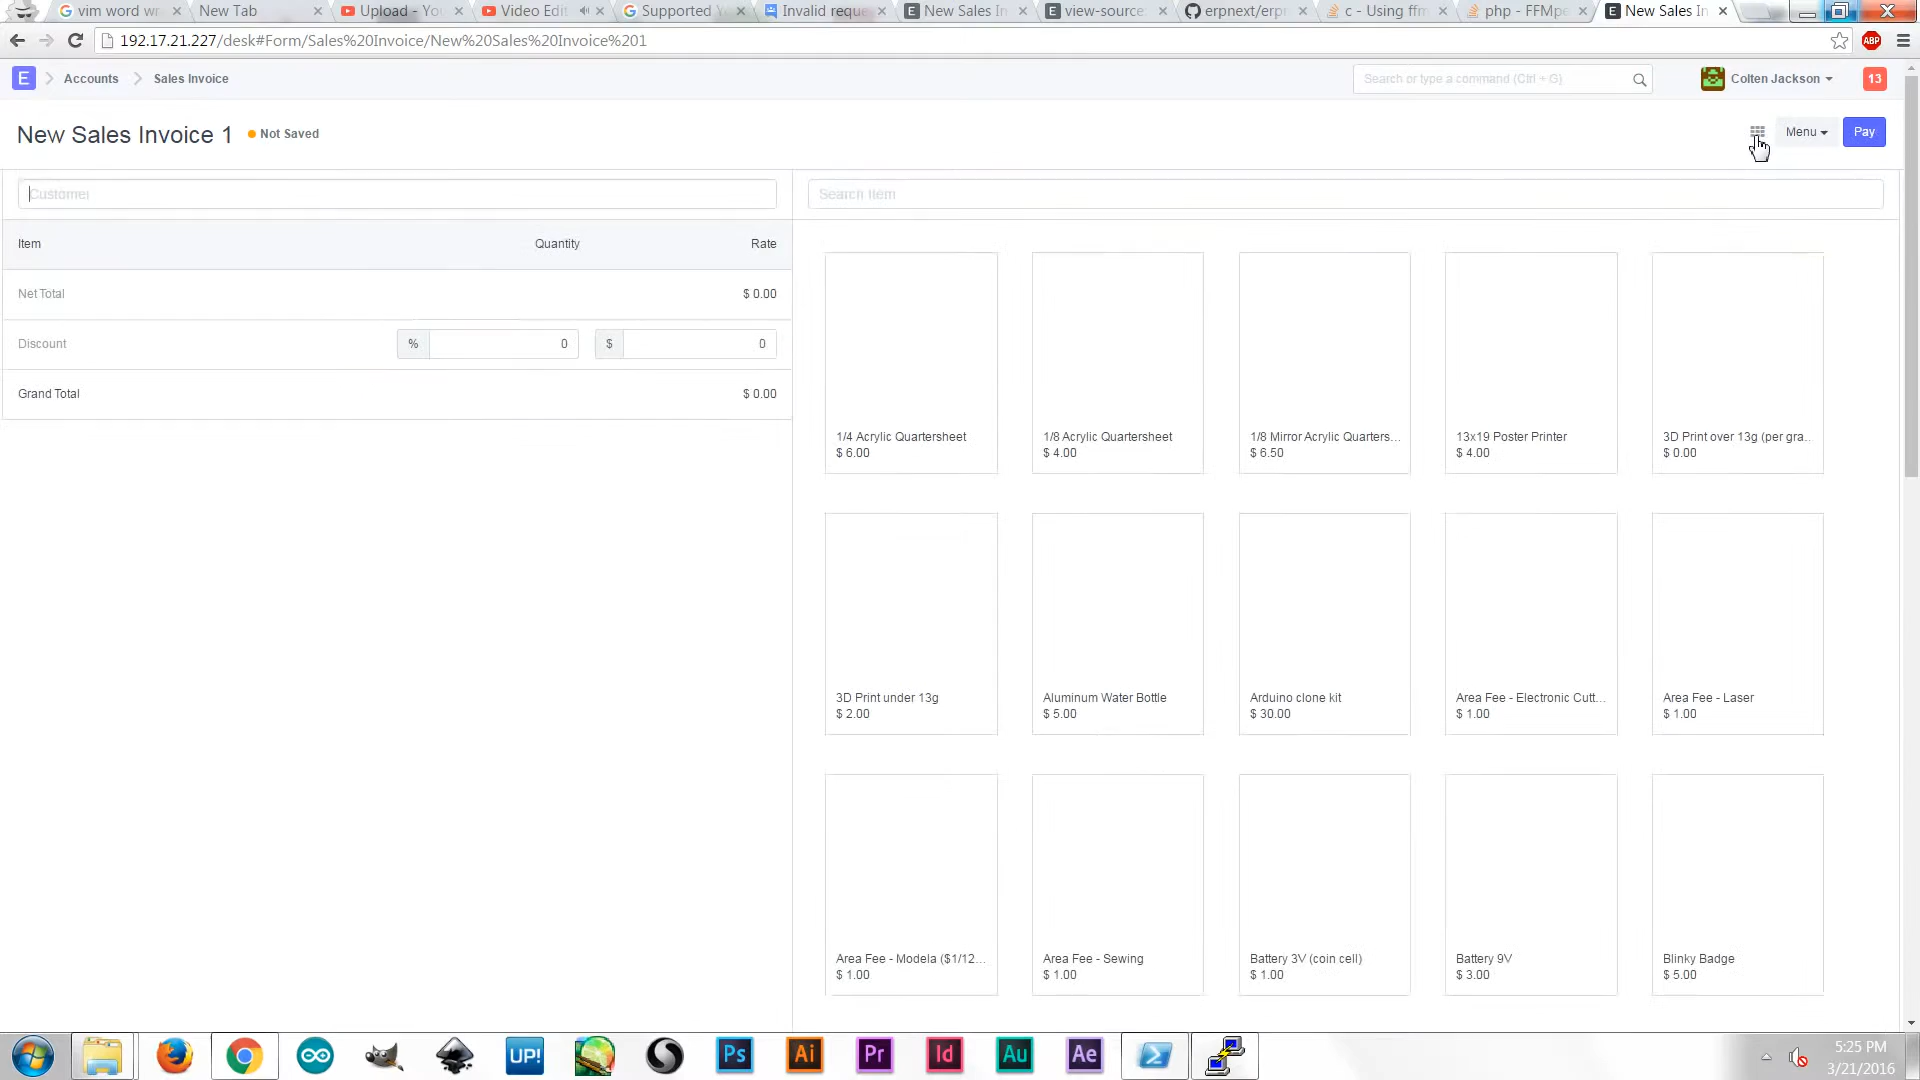 vim word wr
New Tab
Upload - You
Video Edit
Supported Y
Invalid reque
New Sales In
view-source:
erpnext/erpn
c - Using ffm
php - FFMpe
New Sales In
192.17.21.227/desk#Form/Sales%20Invoice/New%20Sales%20Invoice%201
ABP
E
Accounts
Sales Invoice
Search or type a command (Ctrl + G)
Colten Jackson
13
New Sales Invoice 1
Not Saved
Menu
Pay
Customer
Search Item
Item Quantity Rate
Net Total $ 0.00
Discount % 0 $ 0
Grand Total $ 0.00
1/4 Acrylic Quartersheet
$ 6.00
1/8 Acrylic Quartersheet
$ 4.00
1/8 Mirror Acrylic Quarters...
$ 6.50
13x19 Poster Printer
$ 4.00
3D Print over 13g (per gra...
$ 0.00
3D Print under 13g
$ 2.00
Aluminum Water Bottle
$ 5.00
Arduino clone kit
$ 30.00
Area Fee - Electronic Cutt...
$ 1.00
Area Fee - Laser
$ 1.00
Area Fee - Modela ($1/12...
$ 1.00
Area Fee - Sewing
$ 1.00
Battery 3V (coin cell)
$ 1.00
Battery 9V
$ 3.00
Blinky Badge
$ 5.00
UP!
Ps
Ai
Pr
Id
Au
Ae
5:25 PM
3/21/2016